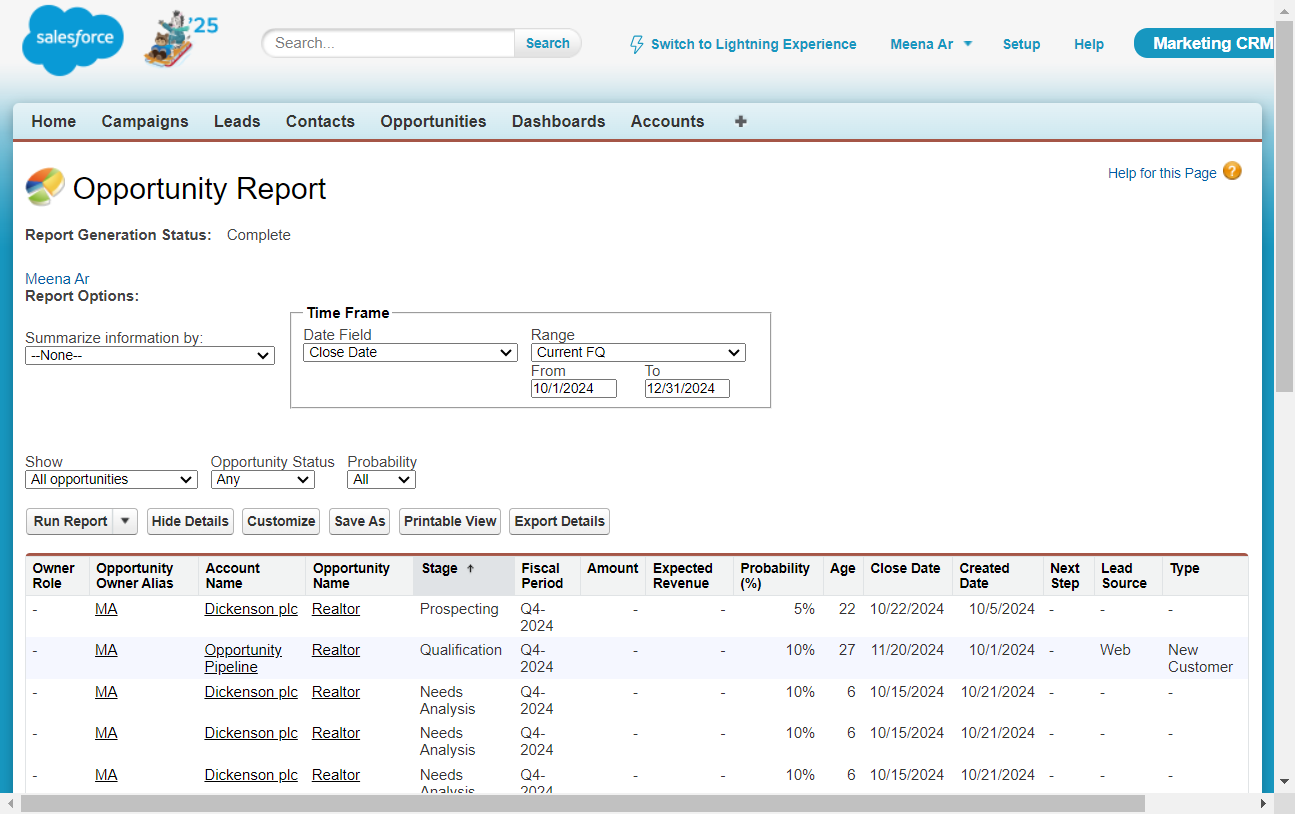 salesforce
'25
Search...
Search
Switch to Lightning Experience
Meena Ar
Setup
Help
Marketing CRM
Home Campaigns Leads Contacts Opportunities Dashboards Accounts
Opportunity Report
Help for this Page
Report Generation Status: Complete
Meena Ar
Report Options:
Summarize information by:
--None--
Time Frame
Date Field
Close Date
Range
Current FQ
From To
10/1/2024 12/31/2024
Show Opportunity Status Probability
All opportunities Any All
Run Report Hide Details Customize Save As Printable View Export Details
Owner Role Opportunity Owner Alias Account Name Opportunity Name Stage Fiscal Period Amount Expected Revenue Probability (%) Age Close Date Created Date Next Step Lead Source Type
- MA Dickenson plc Realtor Prospecting Q4-2024 - - 5% 22 10/22/2024 10/5/2024 - - -
- MA Opportunity Pipeline Realtor Qualification Q4-2024 - - 10% 27 11/20/2024 10/1/2024 - Web New Customer
- MA Dickenson plc Realtor Needs Analysis Q4-2024 - - 10% 6 10/15/2024 10/21/2024 - - -
- MA Dickenson plc Realtor Needs Analysis Q4-2024 - - 10% 6 10/15/2024 10/21/2024 - - -
- MA Dickenson plc Realtor Needs Analysis Q4-2024 - - 10% 6 10/15/2024 10/21/2024 - - -